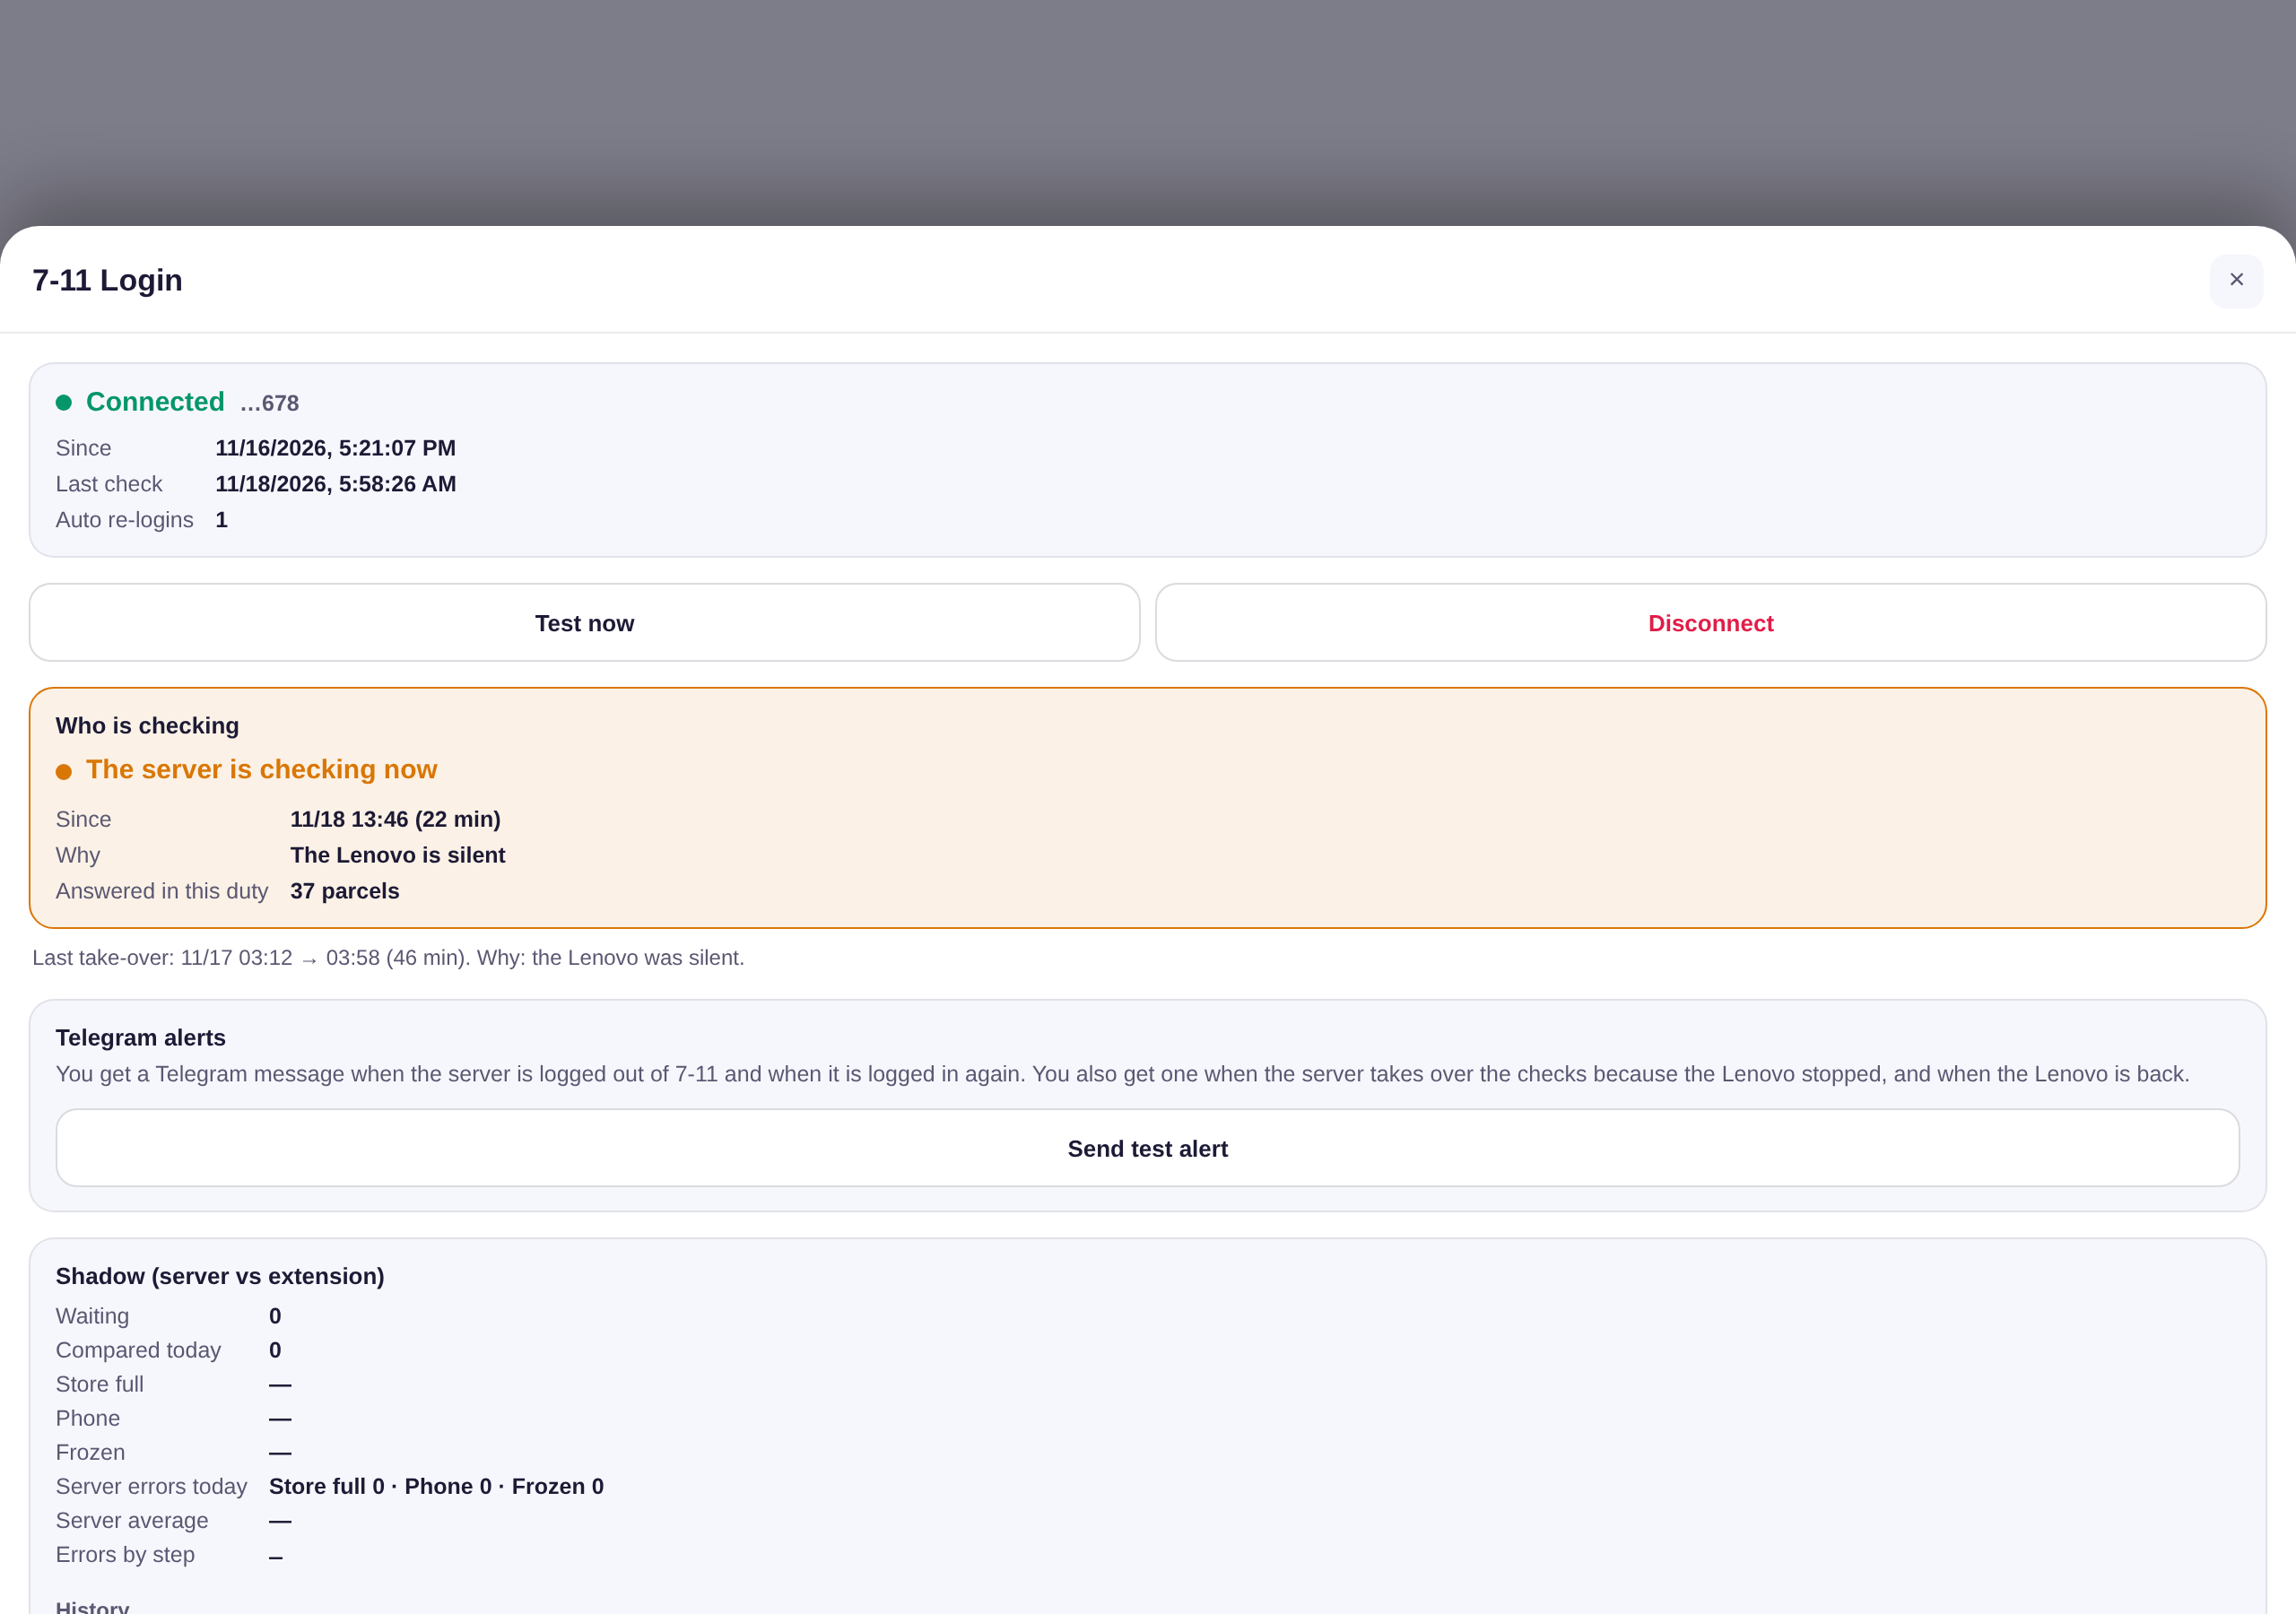 7-11 Login
×
Connected …678
Since 11/16/2026, 5:21:07 PM
Last check 11/18/2026, 5:58:26 AM
Auto re-logins 1
Test now
Disconnect
Who is checking
The server is checking now
Since 11/18 13:46 (22 min)
Why The Lenovo is silent
Answered in this duty 37 parcels
Last take-over: 11/17 03:12 → 03:58 (46 min). Why: the Lenovo was silent.
Telegram alerts
You get a Telegram message when the server is logged out of 7-11 and when it is logged in again. You also get one when the server takes over the checks because the Lenovo stopped, and when the Lenovo is back.
Send test alert
Shadow (server vs extension)
Waiting 0
Compared today 0
Store full —
Phone —
Frozen —
Server errors today Store full 0 · Phone 0 · Frozen 0
Server average —
Errors by step –
History